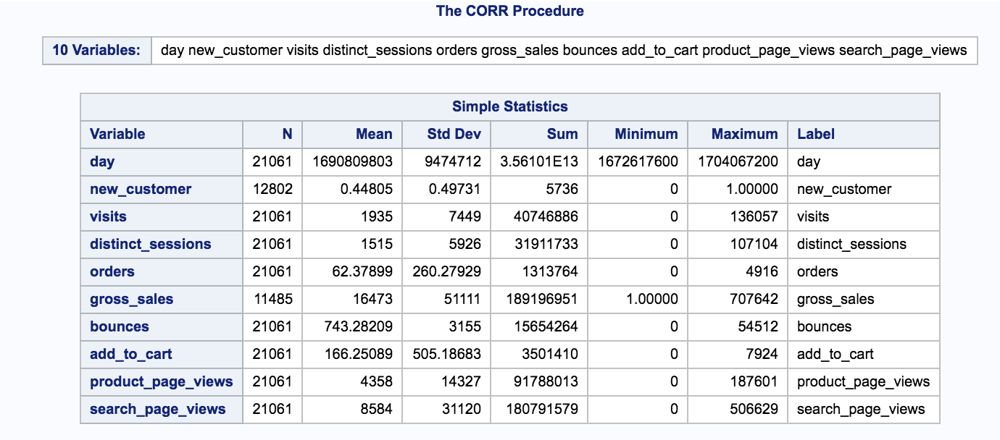 The CORR Procedure
10 Variables: day new_customer visits distinct_sessions orders gross_sales bounces add_to_cart product_page_views search_page_views
Simple Statistics
Variable N Mean Std Dev Sum Minimum Maximum Label
day 21061 1690809803 9474712 3.56101E13 1672617600 1704067200 day
new_customer 12802 0.44805 0.49731 5736 0 1.00000 new_customer
visits 21061 1935 7449 40746886 0 136057 visits
distinct_sessions 21061 1515 5926 31911733 0 107104 distinct_sessions
orders 21061 62.37899 260.27929 1313764 0 4916 orders
gross_sales 11485 16473 51111 189196951 1.00000 707642 gross_sales
bounces 21061 743.28209 3155 15654264 0 54512 bounces
add_to_cart 21061 166.25089 505.18683 3501410 0 7924 add_to_cart
product_page_views 21061 4358 14327 91788013 0 187601 product_page_views
search_page_views 21061 8584 31120 180791579 0 506629 search_page_views